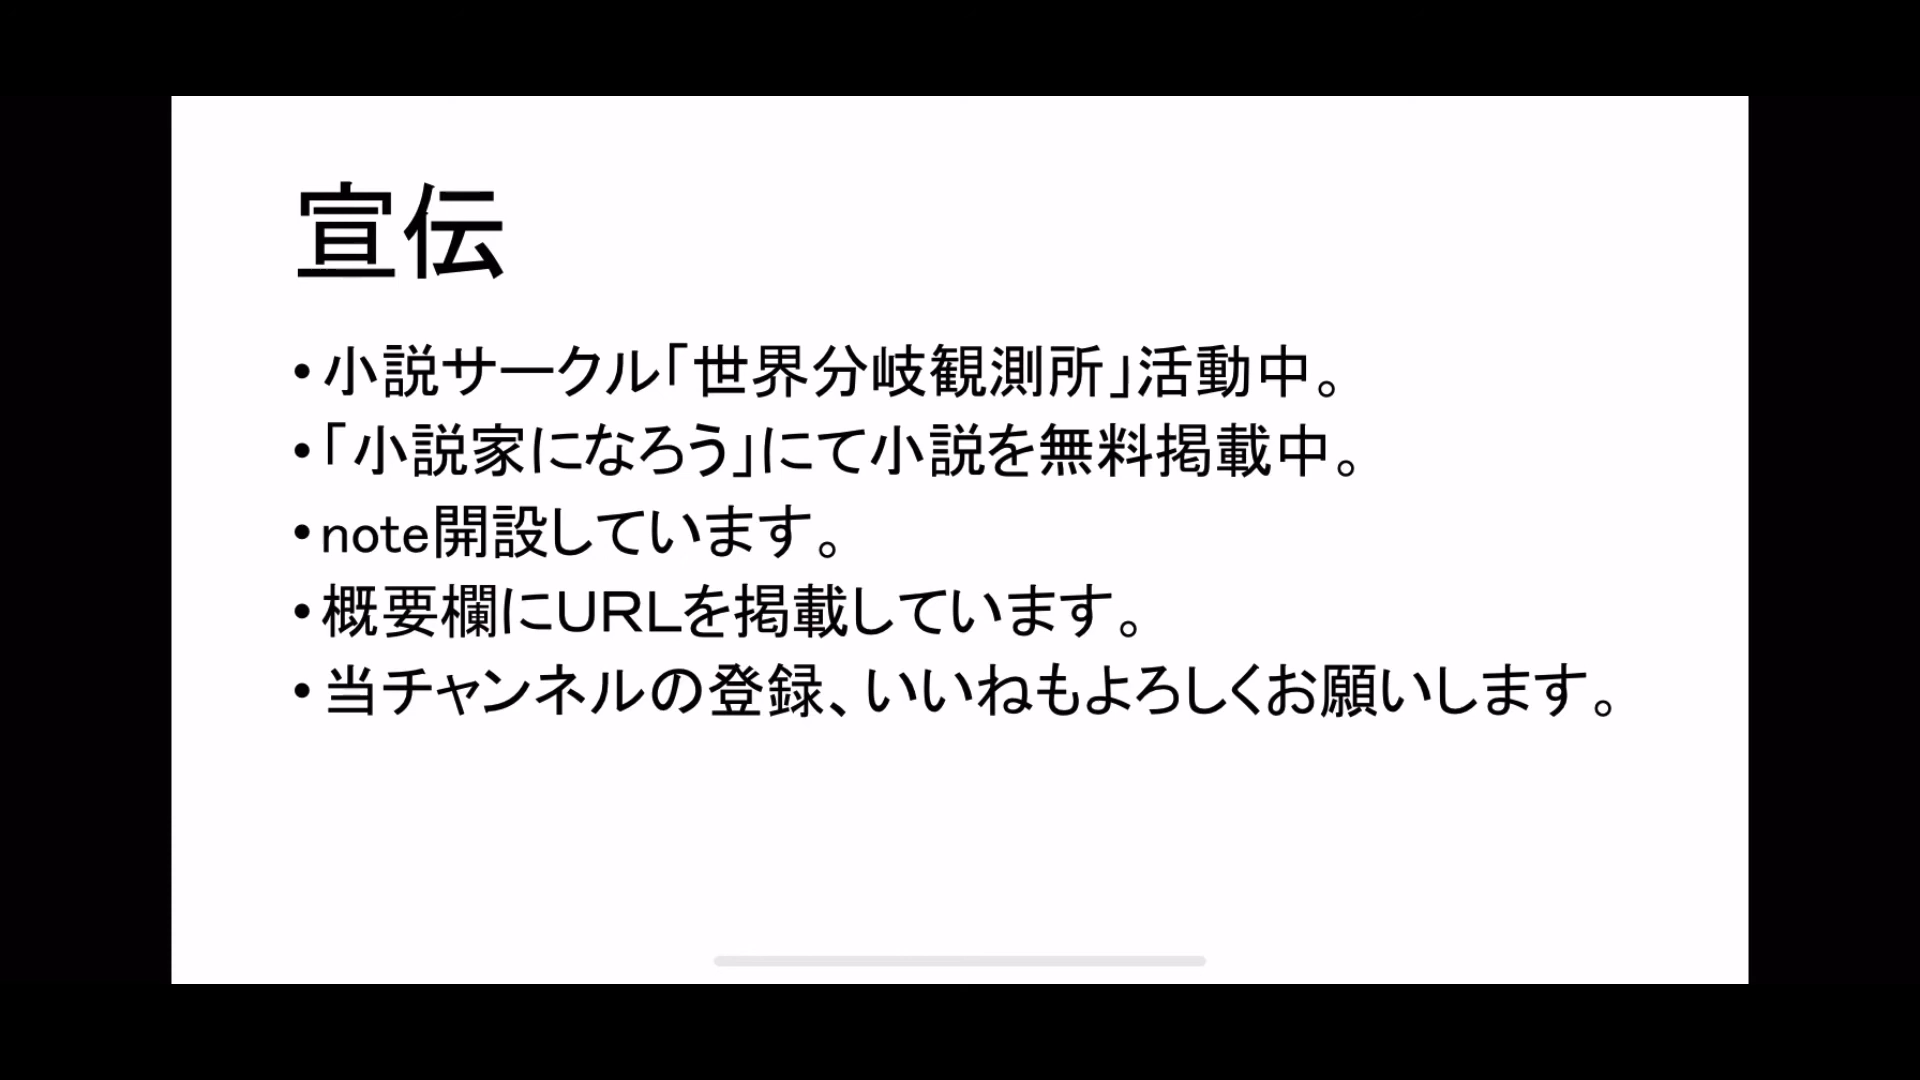 宣伝
•小説サークル「世界分岐観測所」活動中。
•「小説家になろう」にて小説を無料掲載中。
•note開設しています。
•概要欄にURLを掲載しています。
•当チャンネルの登録、いいねもよろしくお願いします。